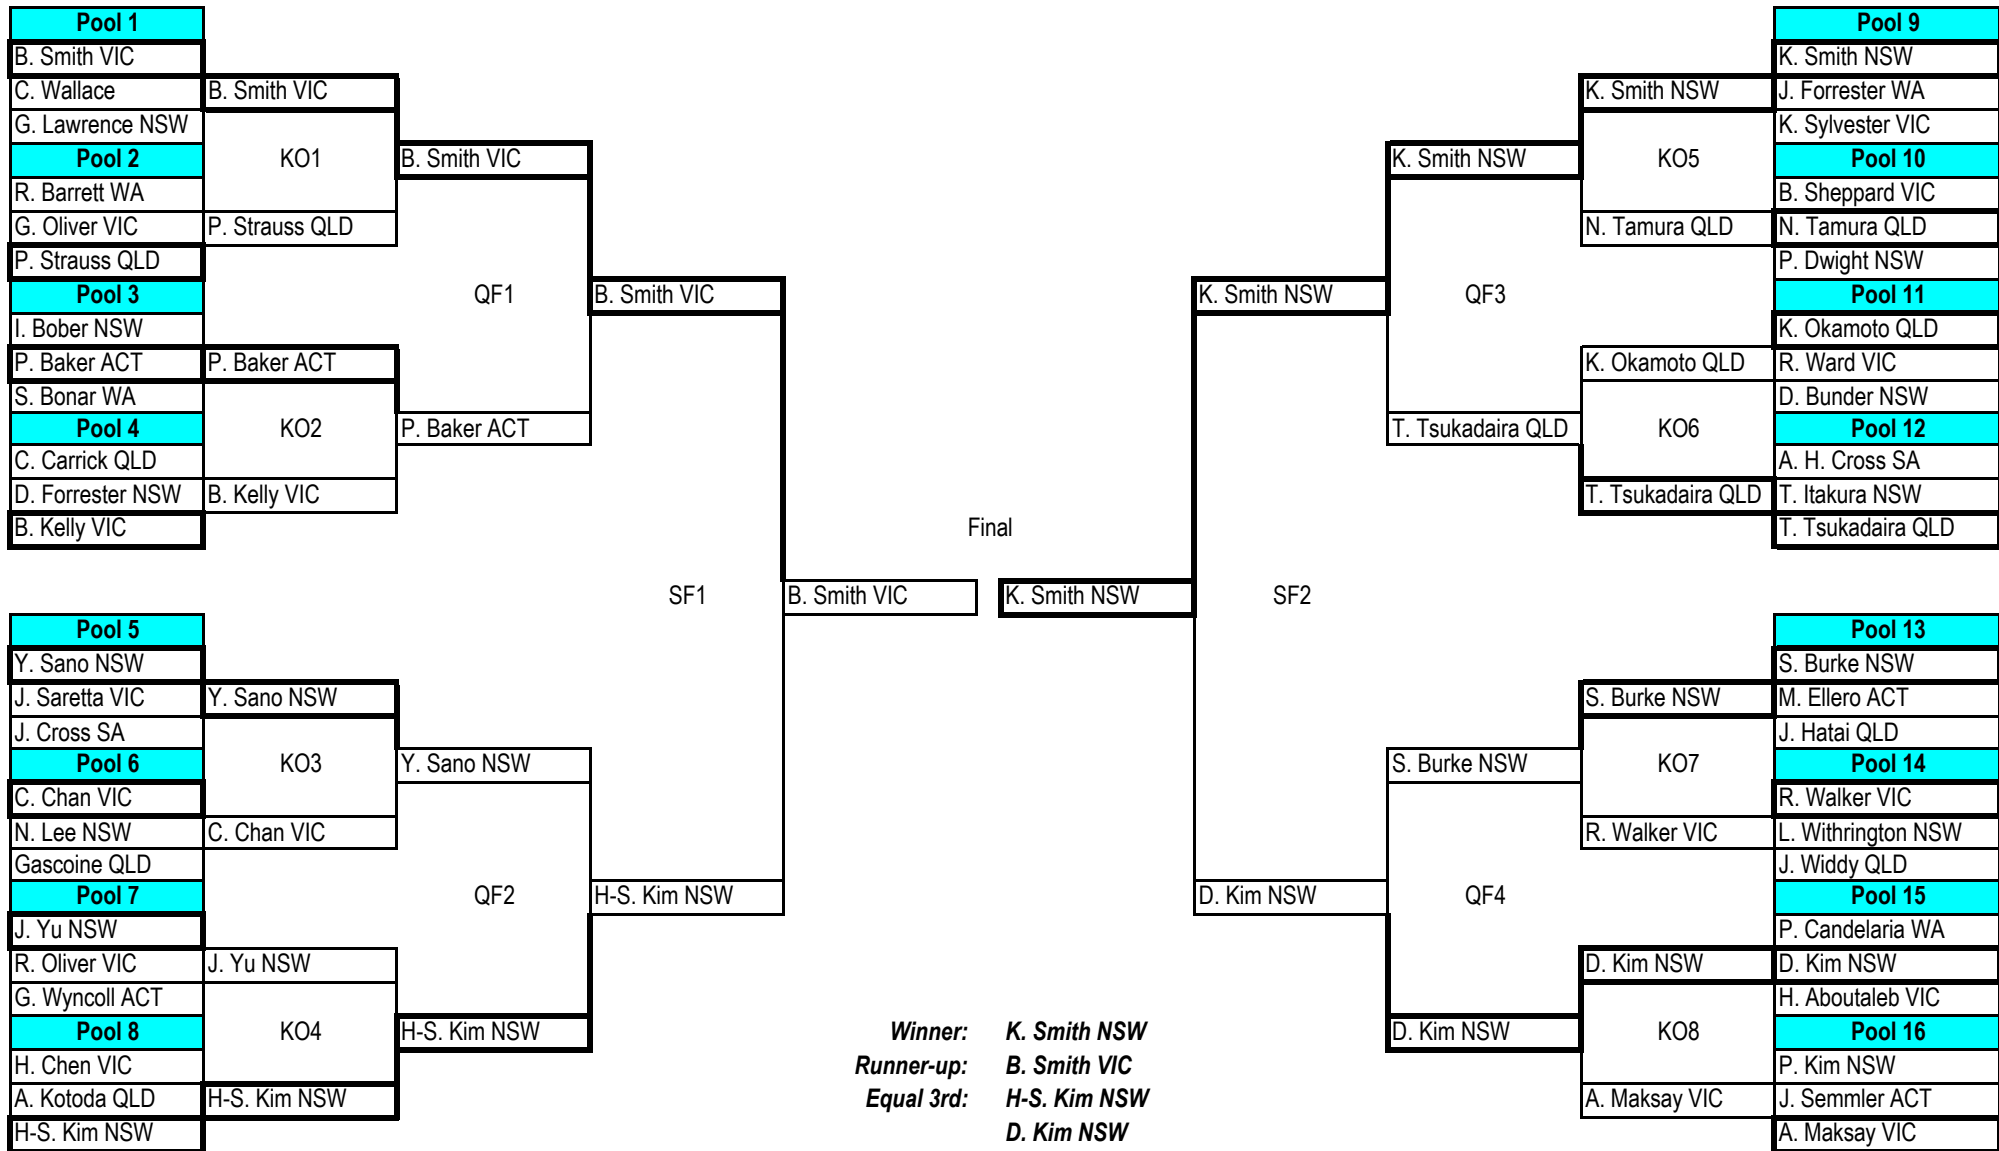 Pool 1
B. Smith VIC
C. Wallace
G. Lawrence NSW
Pool 2
R. Barrett WA
G. Oliver VIC
P. Strauss QLD
Pool 3
I. Bober NSW
P. Baker ACT
S. Bonar WA
Pool 4
C. Carrick QLD
D. Forrester NSW
B. Kelly VIC
Pool 5
Y. Sano NSW
J. Saretta VIC
J. Cross SA
Pool 6
C. Chan VIC
N. Lee NSW
Gascoine QLD
Pool 7
J. Yu NSW
R. Oliver VIC
G. Wyncoll ACT
Pool 8
H. Chen VIC
A. Kotoda QLD
H-S. Kim NSW
B. Smith VIC
KO1
P. Strauss QLD
P. Baker ACT
KO2
B. Kelly VIC
Y. Sano NSW
KO3
C. Chan VIC
J. Yu NSW
KO4
H-S. Kim NSW
B. Smith VIC
QF1
P. Baker ACT
Y. Sano NSW
QF2
H-S. Kim NSW
B. Smith VIC
SF1
H-S. Kim NSW
Final
B. Smith VIC
K. Smith NSW
K. Smith NSW
SF2
D. Kim NSW
K. Smith NSW
QF3
T. Tsukadaira QLD
S. Burke NSW
QF4
D. Kim NSW
K. Smith NSW
KO5
N. Tamura QLD
K. Okamoto QLD
KO6
T. Tsukadaira QLD
S. Burke NSW
KO7
R. Walker VIC
D. Kim NSW
KO8
A. Maksay VIC
Pool 9
K. Smith NSW
J. Forrester WA
K. Sylvester VIC
Pool 10
B. Sheppard VIC
N. Tamura QLD
P. Dwight NSW
Pool 11
K. Okamoto QLD
R. Ward VIC
D. Bunder NSW
Pool 12
A. H. Cross SA
T. Itakura NSW
T. Tsukadaira QLD
Pool 13
S. Burke NSW
M. Ellero ACT
J. Hatai QLD
Pool 14
R. Walker VIC
L. Withrington NSW
J. Widdy QLD
Pool 15
P. Candelaria WA
D. Kim NSW
H. Aboutaleb VIC
Pool 16
P. Kim NSW
J. Semmler ACT
A. Maksay VIC
Winner: K. Smith NSW
Runner-up: B. Smith VIC
Equal 3rd: H-S. Kim NSW
D. Kim NSW